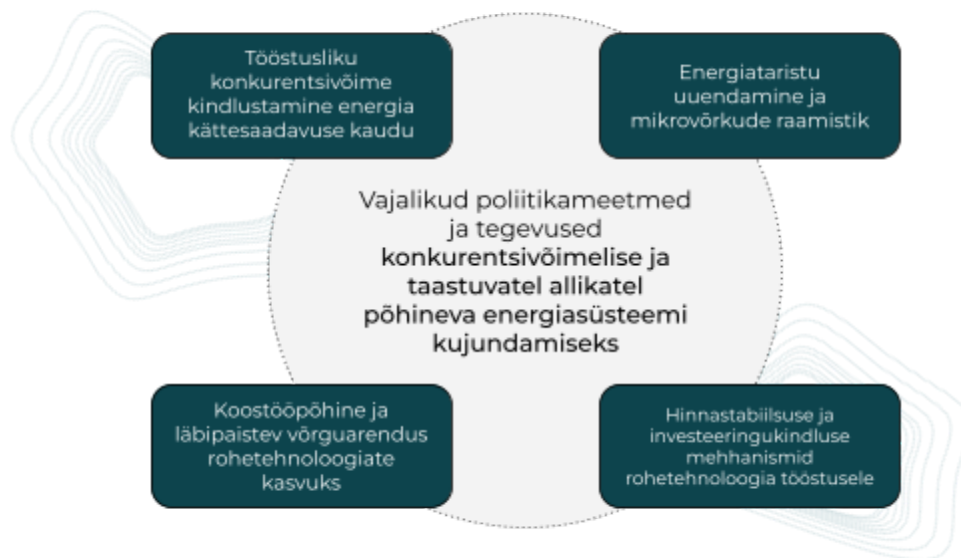 Tööstusliku
konkurentsivõime
kindlustamine energia
kättesaadavuse kaudu
Energiataristu
uuendamine ja
mikrovõrkude raamistik
Vajalikud poliitikameetmed
ja tegevused
konkurentsivõimelise ja
taastuvatel allikatel
põhineva energiasüsteemi
kujundamiseks
Koostööpõhine ja
läbipaistev võrguarendus
rohetehnoloogiate
kasvuks
Hinnastabiilsuse ja
investeeringukindluse
mehhanismid
rohetehnoloogia tööstusele